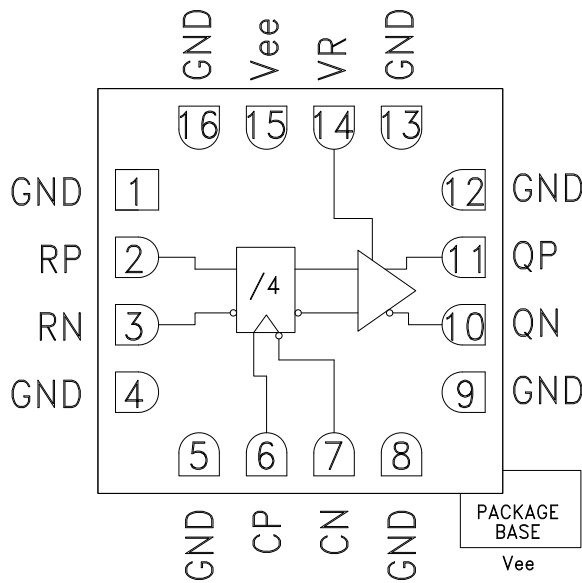 GND
Vee
VR
GND
16
15
14
13
GND
1
12
GND
RP
2
11
QP
/4
RN
3
10
QN
GND
4
9
GND
5
6
7
8
GND
CP
CN
GND
PACKAGE
BASE
Vee